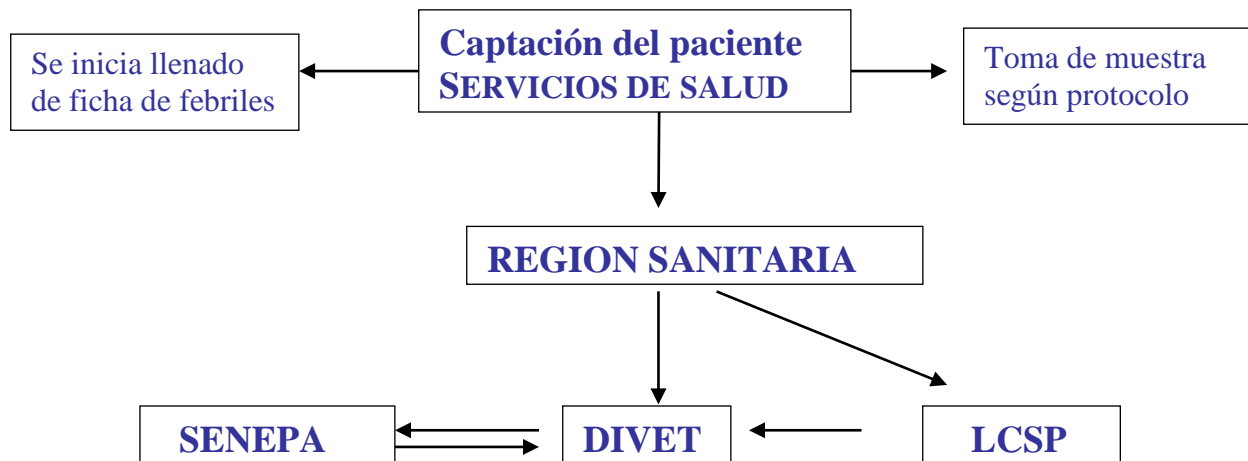 Captación del paciente
SERVICIOS DE SALUD
Se inicia llenado
de ficha de febriles
Toma de muestra
según protocolo
REGION SANITARIA
SENEPA
DIVET
LCSP